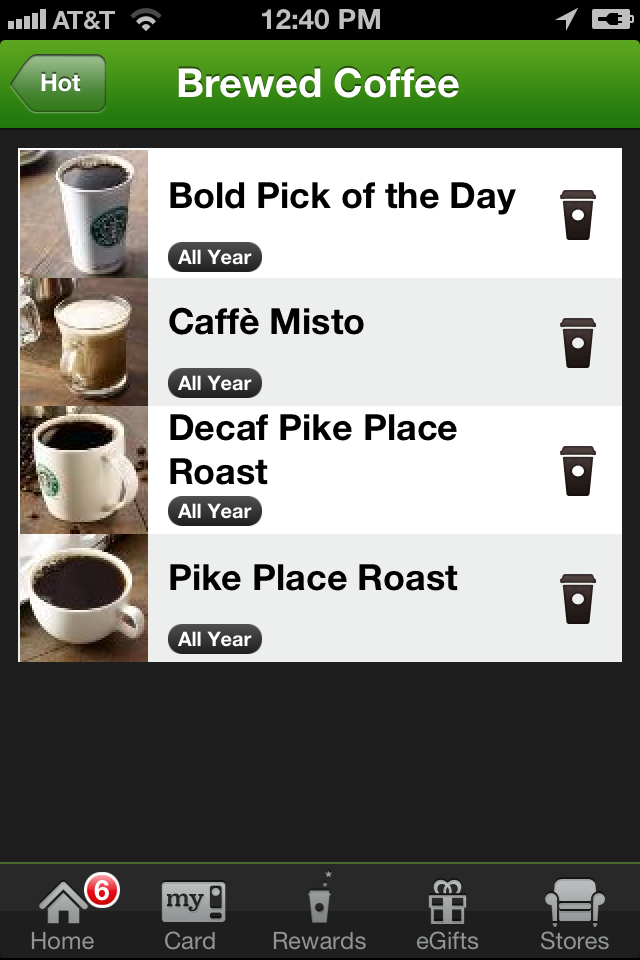 AT&T 12:40 PM
Hot Brewed Coffee
Bold Pick of the Day
All Year
Caffè Misto
All Year
Decaf Pike Place
Roast
All Year
Pike Place Roast
All Year
6
my
Home Card Rewards eGifts Stores